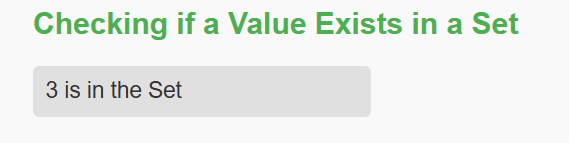 Checking if a Value Exists in a Set
3 is in the Set